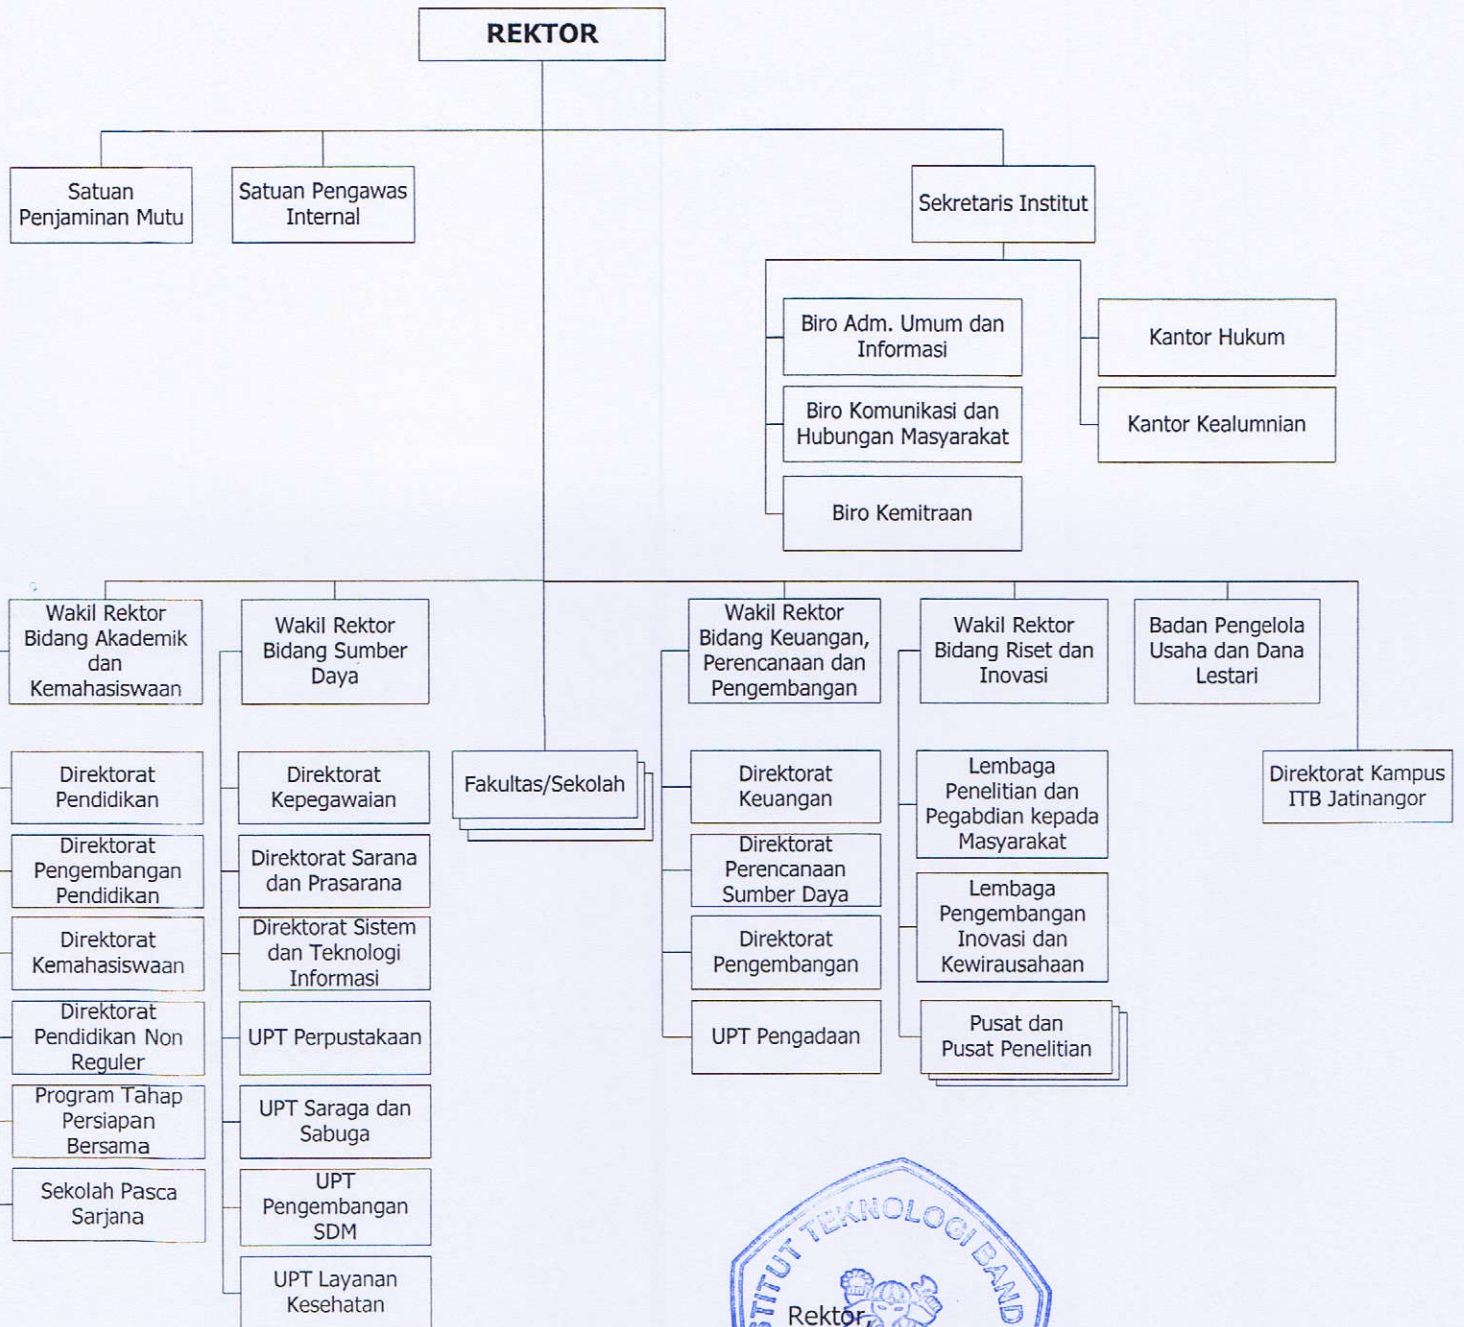 REKTOR
Satuan
Penjaminan Mutu
Satuan Pengawas
Internal
Sekretaris Institut
Biro Adm. Umum dan
Informasi
Kantor Hukum
Biro Komunikasi dan
Hubungan Masyarakat
Kantor Kealumnian
Biro Kemitraan
Wakil Rektor
Bidang Akademik
dan
Kemahasiswaan
Wakil Rektor
Bidang Sumber
Daya
Wakil Rektor
Bidang Keuangan,
Perencanaan dan
Pengembangan
Wakil Rektor
Bidang Riset dan
Inovasi
Badan Pengelola
Usaha dan Dana
Lestari
Direktorat
Pendidikan
Direktorat
Pengembangan
Pendidikan
Direktorat
Kemahasiswaan
Direktorat
Pendidikan Non
Reguler
Program Tahap
Persiapan
Bersama
Sekolah Pasca
Sarjana
Direktorat
Kepegawaian
Direktorat Sarana
dan Prasarana
Direktorat Sistem
dan Teknologi
Informasi
UPT Perpustakaan
UPT Saraga dan
Sabuga
UPT
Pengembangan
SDM
UPT Layanan
Kesehatan
Fakultas/Sekolah
Direktorat
Keuangan
Direktorat
Perencanaan
Sumber Daya
Direktorat
Pengembangan
UPT Pengadaan
Lembaga
Penelitian dan
Pegabdian kepada
Masyarakat
Lembaga
Pengembangan
Inovasi dan
Kewirausahaan
Pusat dan
Pusat Penelitian
Direktorat Kampus
ITB Jatinangor
TEKNOLOGI
Rektor,